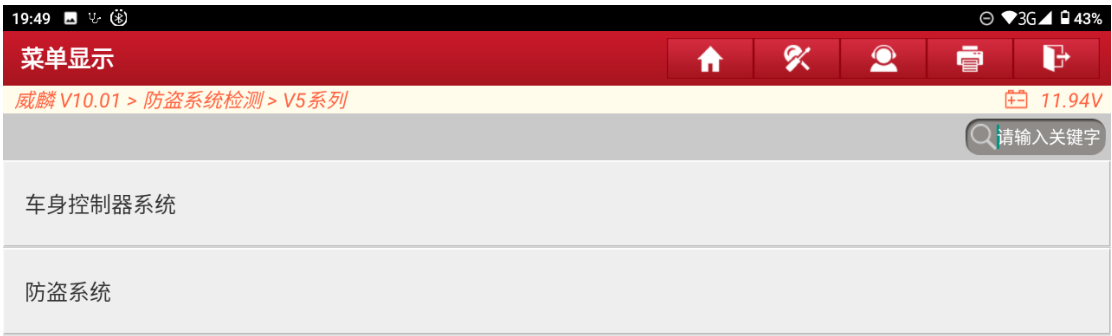 19:49 3G 43%
菜单显示
威麟 V10.01 > 防盗系统检测 > V5系列 11.94V
请输入关键字
车身控制器系统
防盗系统